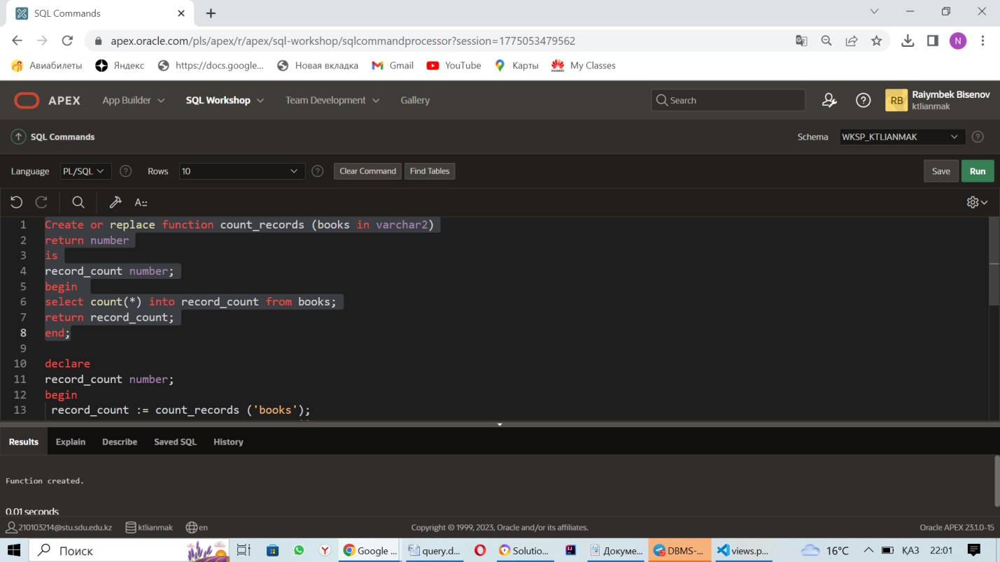 SQL Commands
apex.oracle.com/pls/apex/r/apex/sql-workshop/sqlcommandprocessor?session=1775053479562
N
Авиабилеты Яндекс https://docs.google... Новая вкладка Gmail YouTube Карты My Classes
APEX App Builder SQL Workshop Team Development Gallery Search RB Raiymbek Bisenov
ktlianmak
SQL Commands Schema WKSP_KTLIANMAK
Language PL/SQL Rows 10 Clear Command Find Tables Save Run
A::
1 Create or replace function count_records (books in varchar2)
2 return number
3 is
4 record_count number;
5 begin
6 select count(*) into record_count from books;
7 return record_count;
8 end;
9
10 declare
11 record_count number;
12 begin
13 record_count := count_records ('books');
Results Explain Describe Saved SQL History
Function created.
0.01 seconds
210103214@stu.sdu.edu.kz ktlianmak en Copyright © 1999, 2023, Oracle and/or its affiliates. Oracle APEX 23.1.0-15
Поиск Google ... query.d... Solutio... Докуме... DBMS-... views.p... 16°C ҚАЗ 22:01